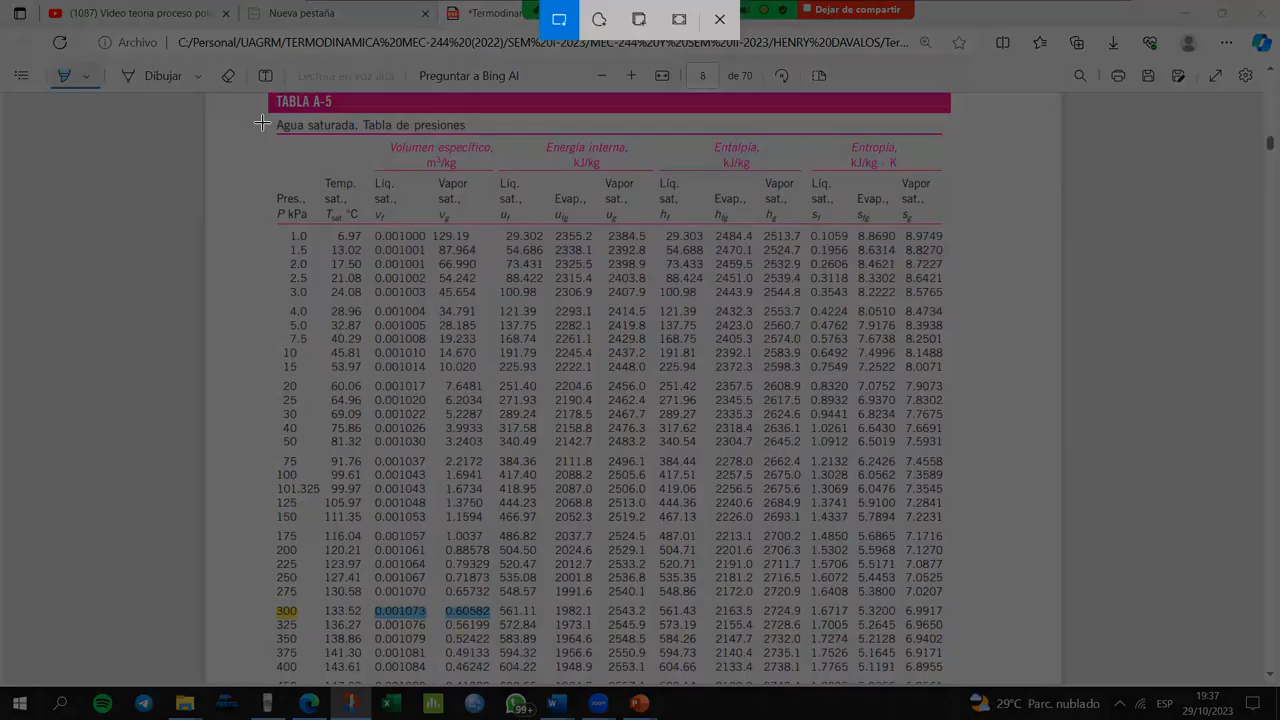 (1087) Video teoria proceso poli
Nueva pestaña
*Termodinar
Dejar de compartir
Archivo
C:/Personal/UAGRM/TERMODINAMICA%20MEC-244%20(2022)/SEM%20I-2023/MEC-244%20Y%20SEM%20II-2023/HENRY%20DAVALOS/Ter...
Dibujar
Lectura en voz alta
Preguntar a Bing AI
8
de 70
TABLA A-5
Agua saturada. Tabla de presiones
Volumen específico, Energía interna, Entalpía, Entropía,
m³/kg kJ/kg kJ/kg kJ/kg · K
Temp. Líq. Vapor Líq. Vapor Líq. Vapor Líq. Vapor
Pres., sat., sat., sat., sat., Evap., sat., sat., Evap., sat., sat., Evap., sat.,
P kPa Tsat °C vf vg uf ufg ug hf hfg hg sf sfg sg
1.0 6.97 0.001000 129.19 29.302 2355.2 2384.5 29.303 2484.4 2513.7 0.1059 8.8690 8.9749
1.5 13.02 0.001001 87.964 54.686 2338.1 2392.8 54.688 2470.1 2524.7 0.1956 8.6314 8.8270
2.0 17.50 0.001001 66.990 73.431 2325.5 2398.9 73.433 2459.5 2532.9 0.2606 8.4621 8.7227
2.5 21.08 0.001002 54.242 88.422 2315.4 2403.8 88.424 2451.0 2539.4 0.3118 8.3302 8.6421
3.0 24.08 0.001003 45.654 100.98 2306.9 2407.9 100.98 2443.9 2544.8 0.3543 8.2222 8.5765
4.0 28.96 0.001004 34.791 121.39 2293.1 2414.5 121.39 2432.3 2553.7 0.4224 8.0510 8.4734
5.0 32.87 0.001005 28.185 137.75 2282.1 2419.8 137.75 2423.0 2560.7 0.4762 7.9176 8.3938
7.5 40.29 0.001008 19.233 168.74 2261.1 2429.8 168.75 2405.3 2574.0 0.5763 7.6738 8.2501
10 45.81 0.001010 14.670 191.79 2245.4 2437.2 191.81 2392.1 2583.9 0.6492 7.4996 8.1488
15 53.97 0.001014 10.020 225.93 2222.1 2448.0 225.94 2372.3 2598.3 0.7549 7.2522 8.0071
20 60.06 0.001017 7.6481 251.40 2204.6 2456.0 251.42 2357.5 2608.9 0.8320 7.0752 7.9073
25 64.96 0.001020 6.2034 271.93 2190.4 2462.4 271.96 2345.5 2617.5 0.8932 6.9370 7.8302
30 69.09 0.001022 5.2287 289.24 2178.5 2467.7 289.27 2335.3 2624.6 0.9441 6.8234 7.7675
40 75.86 0.001026 3.9933 317.58 2158.8 2476.3 317.62 2318.4 2636.1 1.0261 6.6430 7.6691
50 81.32 0.001030 3.2403 340.49 2142.7 2483.2 340.54 2304.7 2645.2 1.0912 6.5019 7.5931
75 91.76 0.001037 2.2172 384.36 2111.8 2496.1 384.44 2278.0 2662.4 1.2132 6.2426 7.4558
100 99.61 0.001043 1.6941 417.40 2088.2 2505.6 417.51 2257.5 2675.0 1.3028 6.0562 7.3589
101.325 99.97 0.001043 1.6734 418.95 2087.0 2506.0 419.06 2256.5 2675.6 1.3069 6.0476 7.3545
125 105.97 0.001048 1.3750 444.23 2068.8 2513.0 444.36 2240.6 2684.9 1.3741 5.9100 7.2841
150 111.35 0.001053 1.1594 466.97 2052.3 2519.2 467.13 2226.0 2693.1 1.4337 5.7894 7.2231
175 116.04 0.001057 1.0037 486.82 2037.7 2524.5 487.01 2213.1 2700.2 1.4850 5.6865 7.1716
200 120.21 0.001061 0.88578 504.50 2024.6 2529.1 504.71 2201.6 2706.3 1.5302 5.5968 7.1270
225 123.97 0.001064 0.79329 520.47 2012.7 2533.2 520.71 2191.0 2711.7 1.5706 5.5171 7.0877
250 127.41 0.001067 0.71873 535.08 2001.8 2536.8 535.35 2181.2 2716.5 1.6072 5.4453 7.0525
275 130.58 0.001070 0.65732 548.57 1991.6 2540.1 548.86 2172.0 2720.9 1.6408 5.3800 7.0207
300 133.52 0.001073 0.60582 561.11 1982.1 2543.2 561.43 2163.5 2724.9 1.6717 5.3200 6.9917
325 136.27 0.001076 0.56199 572.84 1973.1 2545.9 573.19 2155.4 2728.6 1.7005 5.2645 6.9650
350 138.86 0.001079 0.52422 583.89 1964.6 2548.5 584.26 2147.7 2732.0 1.7274 5.2128 6.9402
375 141.30 0.001081 0.49133 594.32 1956.6 2550.9 594.73 2140.4 2735.1 1.7526 5.1645 6.9171
400 143.61 0.001084 0.46242 604.22 1948.9 2553.1 604.66 2133.4 2738.1 1.7765 5.1191 6.8955
99+
29°C Parc. nublado
ESP
19:37
29/10/2023